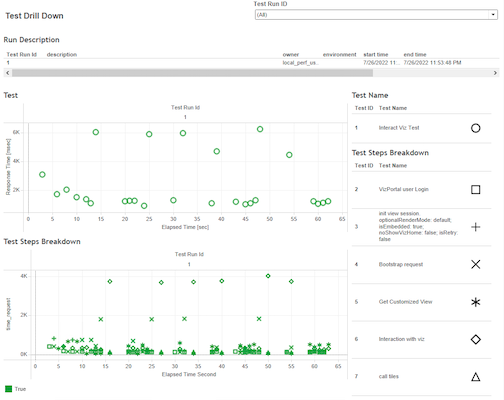 Test Run ID
Test Drill Down
(All)
Run Description
Test Run Id description owner environment start time end time
1 local_perf_us... 7/26/2022 11... 7/26/2022 11:53:48 PM
Test
Test Run Id
1
6K
4K
2K
0K
Response Time [msec]
0 5 10 15 20 25 30 35 40 45 50 55 60 65
Elapsed Time [sec]
Test Steps Breakdown
Test Run Id
1
4K
2K
0K
time_request
0 5 10 15 20 25 30 35 40 45 50 55 60 65
Elapsed Time Second
True
Test Name
Test ID Test Name
1 Interact Viz Test
Test Steps Breakdown
Test ID Test Name
2 VizPortal user Login
3 init view session
optionalRenderMode: default;
isEmbedded: true;
noShowVizHome: false; isRetry:
false
4 Bootstrap request
5 Get Customized View
6 Interaction with viz
7 call files